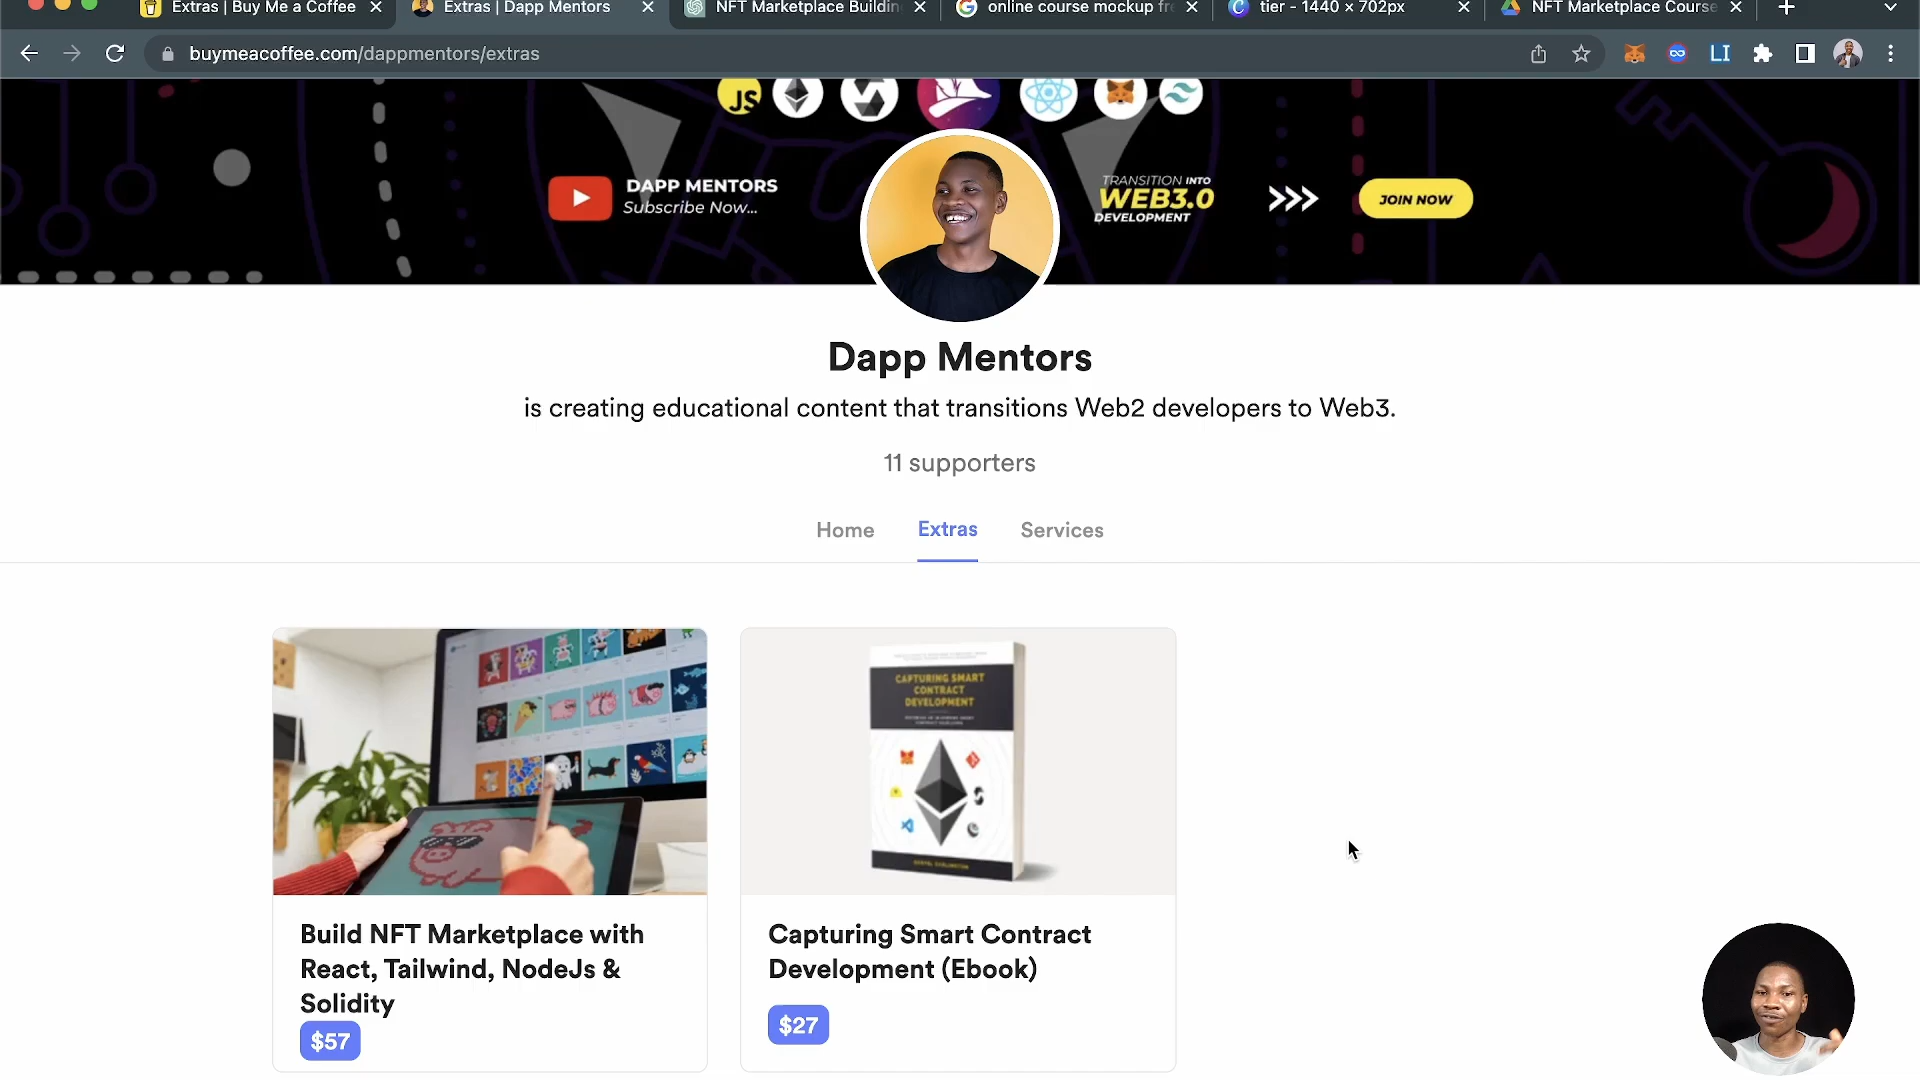 Extras | Buy Me a Coffee
Extras | Dapp Mentors
NFT Marketplace Buildin
online course mockup fre
tier - 1440 × 702px
NFT Marketplace Course
buymeacoffee.com/dappmentors/extras
LI
JS
DAPP MENTORS
Subscribe Now...
TRANSITION INTO
WEB3.0
DEVELOPMENT
JOIN NOW
Dapp Mentors
is creating educational content that transitions Web2 developers to Web3.
11 supporters
Home
Extras
Services
CAPTURING SMART
CONTRACT
DEVELOPMENT
Build NFT Marketplace with
React, Tailwind, NodeJs &
Solidity
$57
Capturing Smart Contract
Development (Ebook)
$27